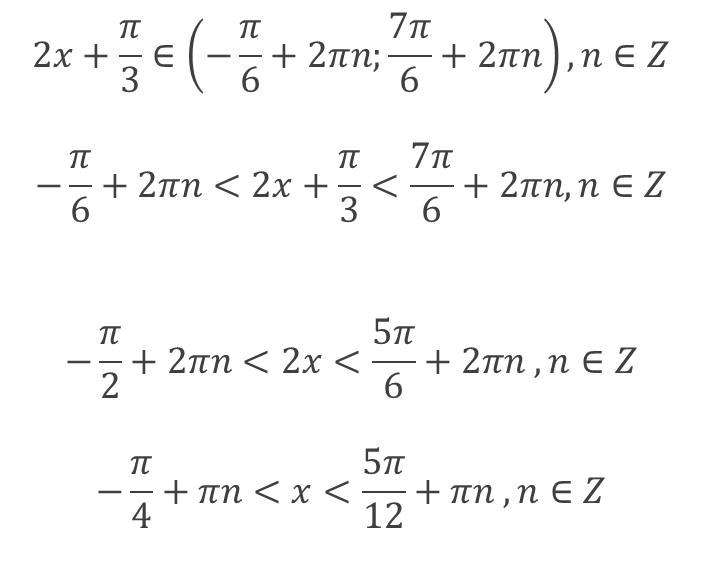 2x + π/3 ∈ (−π/6 + 2πn; 7π/6 + 2πn), n ∈ Z
−π/6 + 2πn < 2x + π/3 < 7π/6 + 2πn, n ∈ Z
−π/2 + 2πn < 2x < 5π/6 + 2πn , n ∈ Z
−π/4 + πn < x < 5π/12 + πn , n ∈ Z